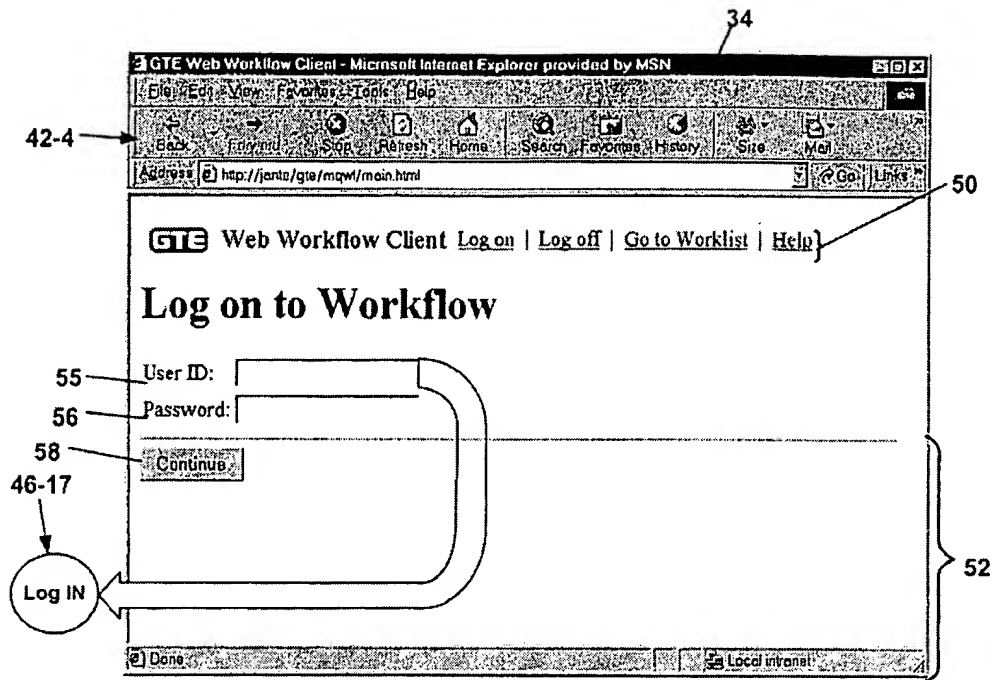 34
GTE Web Workflow Client - Microsoft Internet Explorer provided by MSN
File Edit View Favorites Tools Help
42-4
Back Forward Stop Refresh Home Search Favorites History Size Mail
Address http://janta/gte/mqwf/main.html Go Links
50
GTE Web Workflow Client Log on | Log off | Go to Worklist | Help
Log on to Workflow
55 User ID:
56 Password:
58 Continue
46-17
Log IN
52
Done Local intranet